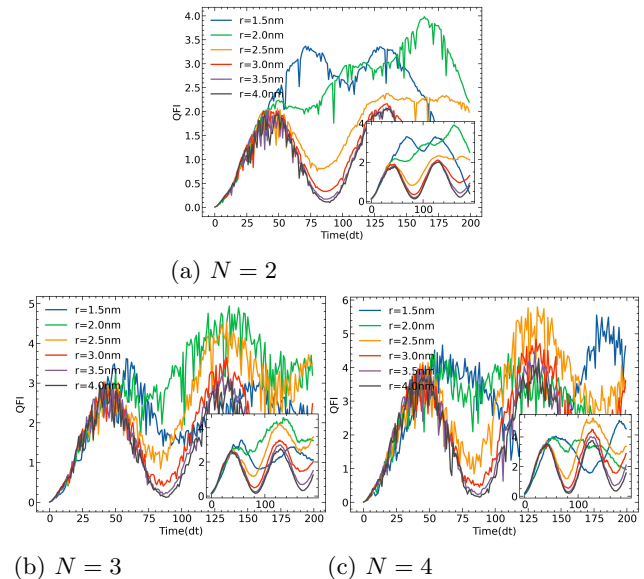 4.0
3.5
3.0
2.5
2.0
1.5
1.0
0.5
0.0
QFI
r=1.5nm
r=2.0nm
r=2.5nm
r=3.0nm
r=3.5nm
r=4.0nm
4
2
0
0
100
0 25 50 75 100 125 150 175 200
Time(dt)
(a) N = 2
5
4
3
2
1
0
QFI
r=1.5nm
r=2.0nm
r=2.5nm
r=3.0nm
r=3.5nm
r=4.0nm
4
2
0
0 100
0 25 50 75 100 125 150 175 200
Time(dt)
6
5
4
3
2
1
0
QFI
r=1.5nm
r=2.0nm
r=2.5nm
r=3.0nm
r=3.5nm
r=4.0nm
4
2
0
0 100
0 25 50 75 100 125 150 175 200
Time(dt)
(b) N = 3
(c) N = 4